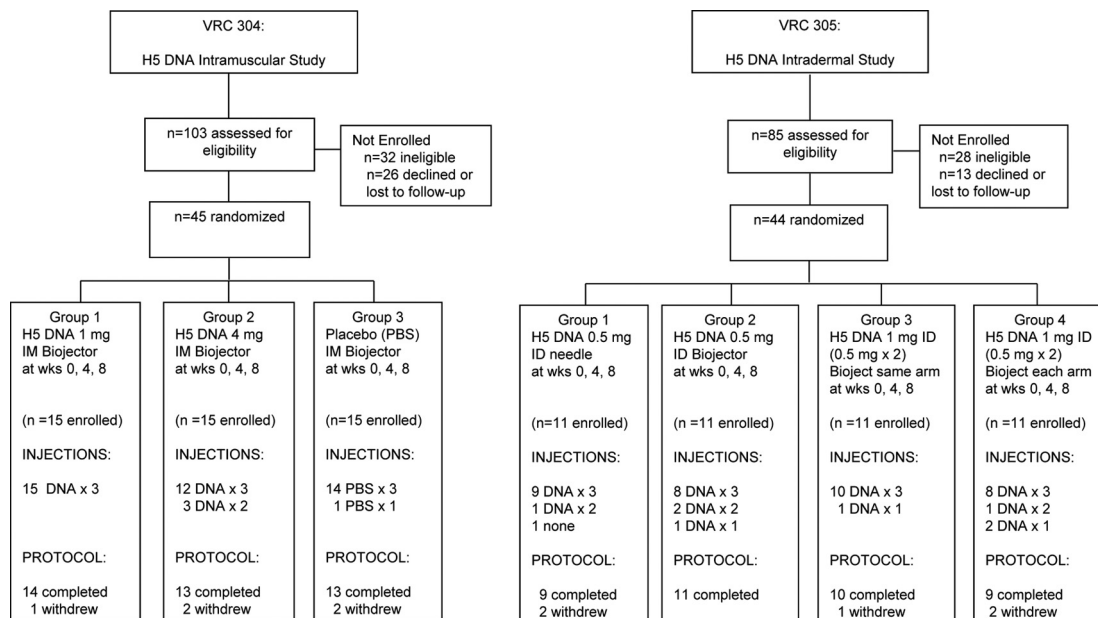 VRC 304:
H5 DNA Intramuscular Study
n=103 assessed for
eligibility
Not Enrolled
n=32 ineligible
n=26 declined or
lost to follow-up
n=45 randomized
Group 1
H5 DNA 1 mg
IM Biojector
at wks 0, 4, 8
(n =15 enrolled)
INJECTIONS:
15 DNA x 3
PROTOCOL:
14 completed
1 withdrew
Group 2
H5 DNA 4 mg
IM Biojector
at wks 0, 4, 8
(n =15 enrolled)
INJECTIONS:
12 DNA x 3
3 DNA x 2
PROTOCOL:
13 completed
2 withdrew
Group 3
Placebo (PBS)
IM Biojector
at wks 0, 4, 8
(n=15 enrolled)
INJECTIONS:
14 PBS x 3
1 PBS x 1
PROTOCOL:
13 completed
2 withdrew
VRC 305:
H5 DNA Intradermal Study
n=85 assessed for
eligibility
Not Enrolled
n=28 ineligible
n=13 declined or
lost to follow-up
n=44 randomized
Group 1
H5 DNA 0.5 mg
ID needle
at wks 0, 4, 8
(n=11 enrolled)
INJECTIONS:
9 DNA x 3
1 DNA x 2
1 none
PROTOCOL:
9 completed
2 withdrew
Group 2
H5 DNA 0.5 mg
ID Biojector
at wks 0, 4, 8
(n =11 enrolled)
INJECTIONS:
8 DNA x 3
2 DNA x 2
1 DNA x 1
PROTOCOL:
11 completed
Group 3
H5 DNA 1 mg ID
(0.5 mg x 2)
Bioject same arm
at wks 0, 4, 8
(n =11 enrolled)
INJECTIONS:
10 DNA x 3
1 DNA x 1
PROTOCOL:
10 completed
1 withdrew
Group 4
H5 DNA 1 mg ID
(0.5 mg x 2)
Bioject each arm
at wks 0, 4, 8
(n =11 enrolled)
INJECTIONS:
8 DNA x 3
1 DNA x 2
2 DNA x 1
PROTOCOL:
9 completed
2 withdrew